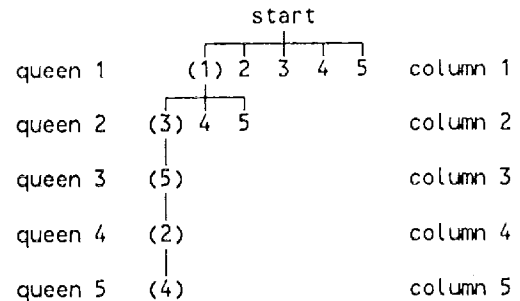 start
queen 1 (1) 2 3 4 5 column 1
queen 2 (3) 4 5 column 2
queen 3 (5) column 3
queen 4 (2) column 4
queen 5 (4) column 5